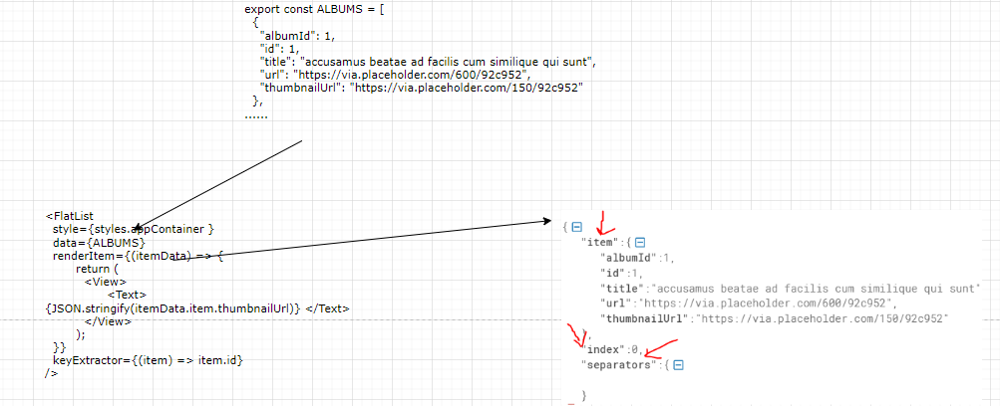 export const ALBUMS = [
{
"albumId": 1,
"id": 1,
"title": "accusamus beatae ad facilis cum similique qui sunt",
"url": "https://via.placeholder.com/600/92c952",
"thumbnailUrl": "https://via.placeholder.com/150/92c952"
},
......
<FlatList
style={styles.appContainer }
data={ALBUMS}
renderItem={(itemData) => {
return (
<View>
<Text>
{JSON.stringify(itemData.item.thumbnailUrl)} </Text>
</View>
);
}}
keyExtractor={(item) => item.id}
/>
{
"item":{
"albumId":1,
"id":1,
"title":"accusamus beatae ad facilis cum similique qui sunt"
"url":"https://via.placeholder.com/600/92c952",
"thumbnailUrl":"https://via.placeholder.com/150/92c952"
},
"index":0,
"separators":{
}